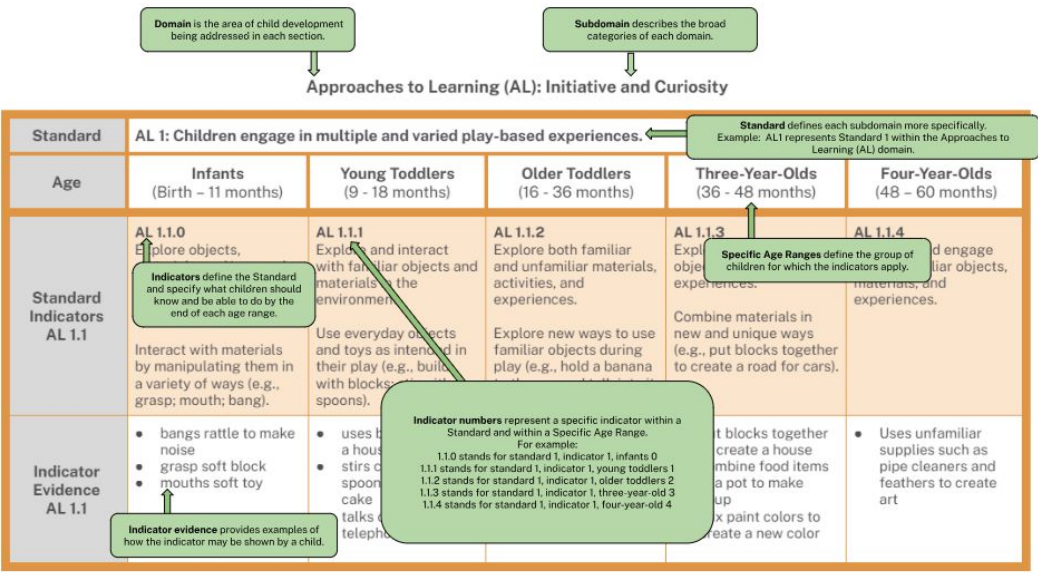 Domain is the area of child development
being addressed in each section.
Subdomain describes the broad
categories of each domain.
Approaches to Learning (AL): Initiative and Curiosity
Standard
AL 1: Children engage in multiple and varied play-based experiences.
Standard defines each subdomain more specifically.
Example: AL1 represents Standard 1 within the Approaches to
Learning (AL) domain.
Age
Infants
(Birth – 11 months)
Young Toddlers
(9 - 18 months)
Older Toddlers
(16 - 36 months)
Three-Year-Olds
(36 - 48 months)
Four-Year-Olds
(48 – 60 months)
Standard
Indicators
AL 1.1
AL 1.1.0
Explore objects,
Indicators define the Standard
and specify what children should
know and be able to do by the
end of each age range.
Interact with materials
by manipulating them in
a variety of ways (e.g.,
grasp; mouth; bang).
AL 1.1.1
Explore and interact
with familiar objects and
materials in the
environment
Use everyday objects
and toys as intended in
their play (e.g., build
with blocks;
spoons).
AL 1.1.2
Explore both familiar
and unfamiliar materials,
activities, and
experiences.
Explore new ways to use
familiar objects during
play (e.g., hold a banana
AL 1.1.3
experiences.
Combine materials in
new and unique ways
(e.g., put blocks together
to create a road for cars).
Specific Age Ranges define the group of
children for which the indicators apply.
AL 1.1.4
engage
objects,
materials, and
experiences.
Indicator numbers represent a specific indicator within a
Standard and within a Specific Age Range.
For example:
1.1.0 stands for standard 1, indicator 1, infants 0
1.1.1 stands for standard 1, indicator 1, young toddlers 1
1.1.2 stands for standard 1, indicator 1, older toddlers 2
1.1.3 stands for standard 1, indicator 1, three-year-old 3
1.1.4 stands for standard 1, indicator 1, four-year-old 4
Indicator
Evidence
AL 1.1
• bangs rattle to make
noise
• grasp soft block
• mouths soft toy
Indicator evidence provides examples of
how the indicator may be shown by a child.
• uses
a
• stirs
spoon
cake
talks
blocks together
create a house
food items
a pot to make
paint colors to
create a new color
• Uses unfamiliar
supplies such as
pipe cleaners and
feathers to create
art